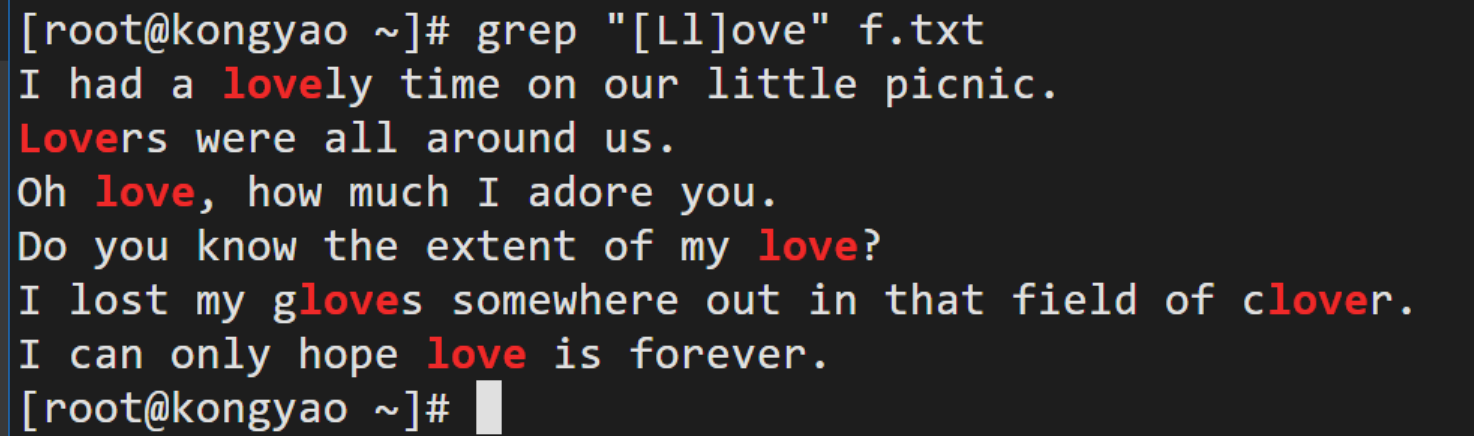 [root@kongyao ~]# grep "[Ll]ove" f.txt
I had a lovely time on our little picnic.
Lovers were all around us.
Oh love, how much I adore you.
Do you know the extent of my love?
I lost my gloves somewhere out in that field of clover.
I can only hope love is forever.
[root@kongyao ~]#